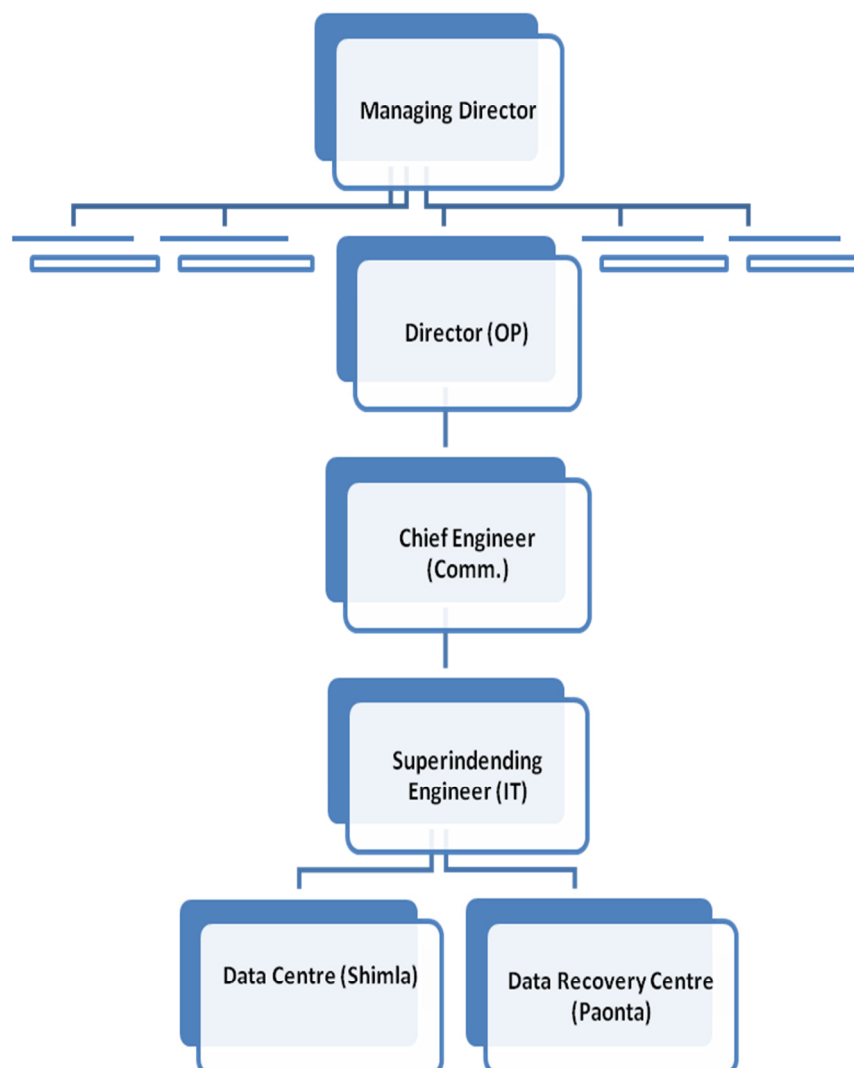 Managing Director
Director (OP)
Chief Engineer
(Comm.)
Superindending
Engineer (IT)
Data Centre (Shimla)
Data Recovery Centre
(Paonta)